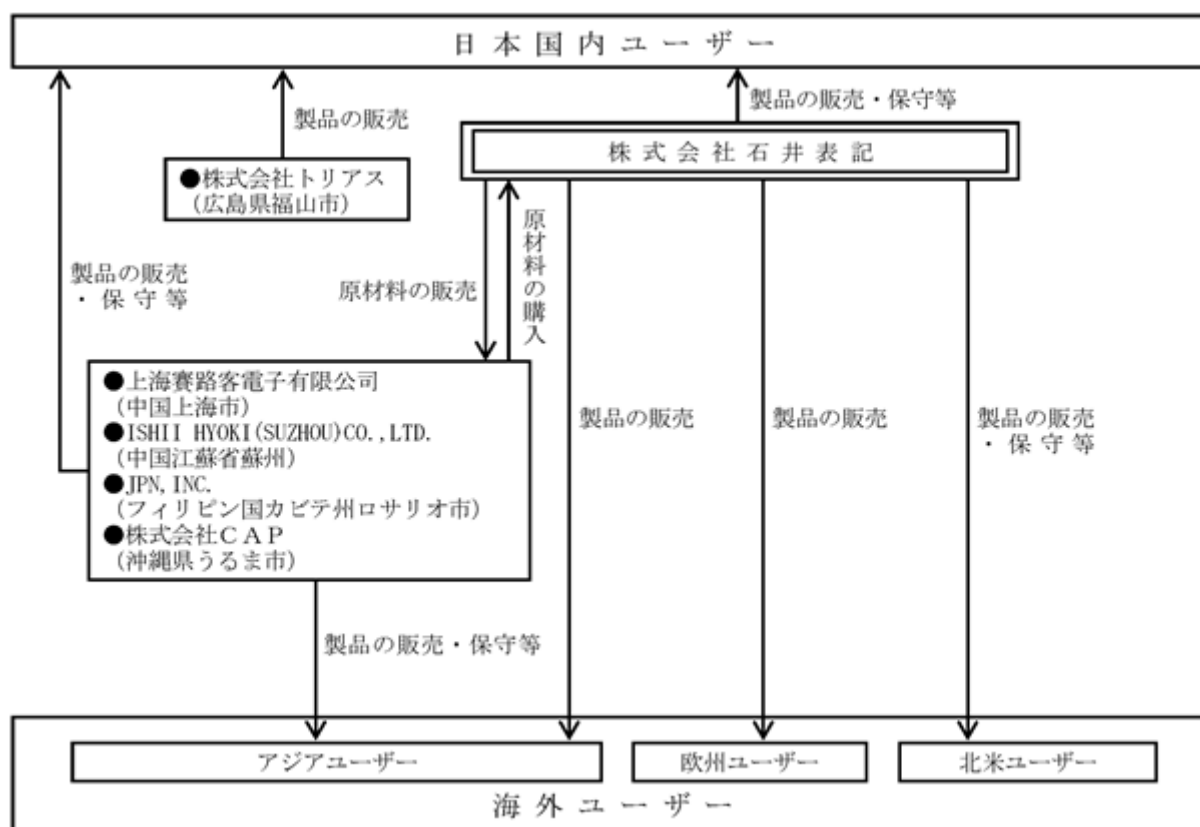 日本国内ユーザー
製品の販売・保守等
製品の販売
株式会社石井表記
●株式会社トリアス
（広島県福山市）
原材料の購入
製品の販売
・保守等
原材料の販売
●上海賽路客電子有限公司
（中国上海市）
●ISHII HYOKI(SUZHOU)CO.,LTD.
（中国江蘇省蘇州）
●JPN,INC.
（フィリピン国カビテ州ロサリオ市）
●株式会社ＣＡＰ
（沖縄県うるま市）
製品の販売
製品の販売
製品の販売
・保守等
製品の販売・保守等
アジアユーザー
欧州ユーザー
北米ユーザー
海外ユーザー